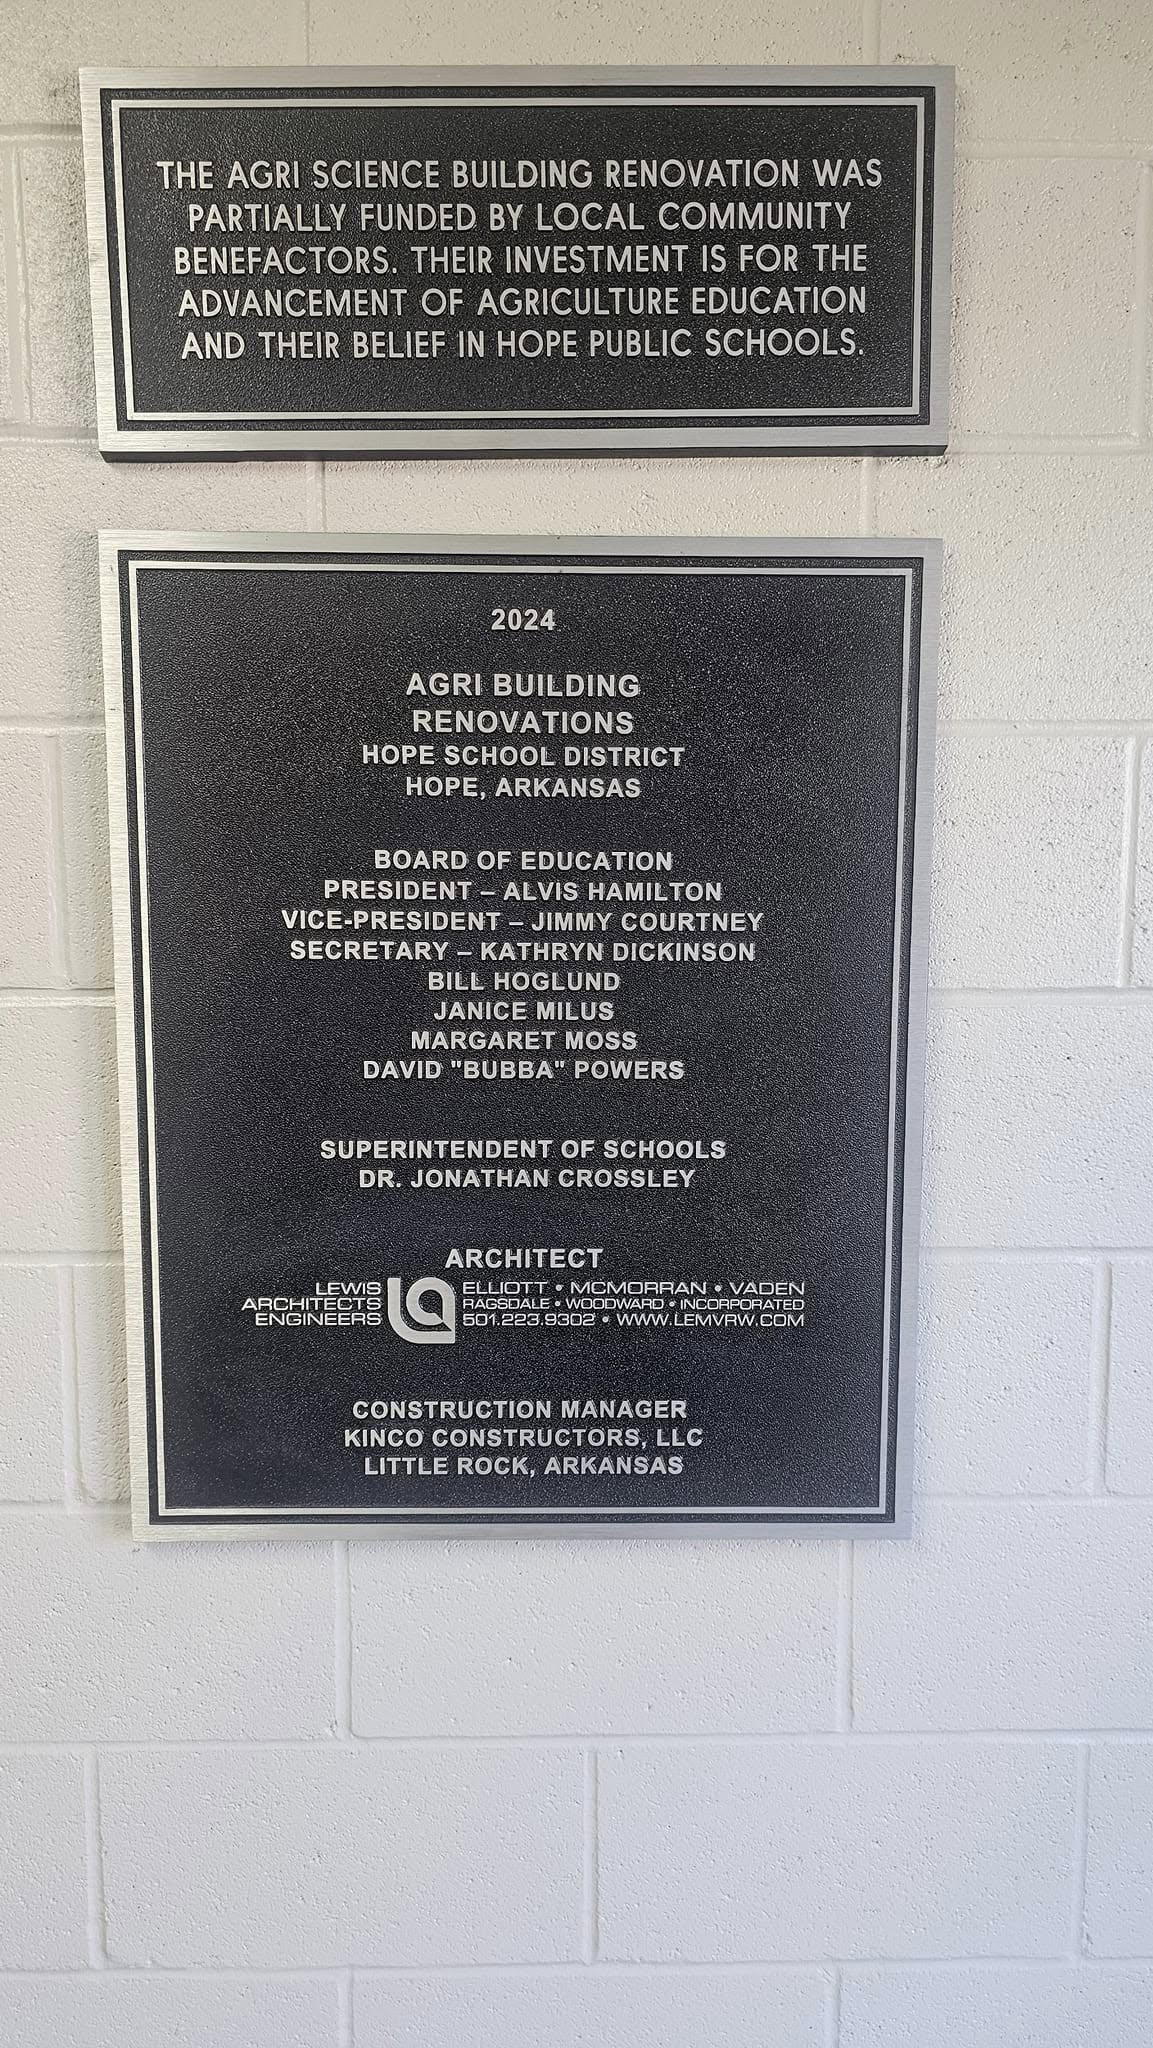 THE AGRI SCIENCE BUILDING RENOVATION WAS
PARTIALLY FUNDED BY LOCAL COMMUNITY
BENEFACTORS. THEIR INVESTMENT IS FOR THE
ADVANCEMENT OF AGRICULTURE EDUCATION
AND THEIR BELIEF IN HOPE PUBLIC SCHOOLS.
2024
AGRI BUILDING
RENOVATIONS
HOPE SCHOOL DISTRICT
HOPE, ARKANSAS
BOARD OF EDUCATION
PRESIDENT – ALVIS HAMILTON
VICE-PRESIDENT – JIMMY COURTNEY
SECRETARY – KATHRYN DICKINSON
BILL HOGLUND
JANICE MILUS
MARGARET MOSS
DAVID "BUBBA" POWERS
SUPERINTENDENT OF SCHOOLS
DR. JONATHAN CROSSLEY
ARCHITECT
LEWIS
ARCHITECTS
ENGINEERS
ELLIOTT • MCMORRAN • VADEN
RAGSDALE • WOODWARD • INCORPORATED
501.223.9302 • WWW.LEMVRW.COM
CONSTRUCTION MANAGER
KINCO CONSTRUCTORS, LLC
LITTLE ROCK, ARKANSAS